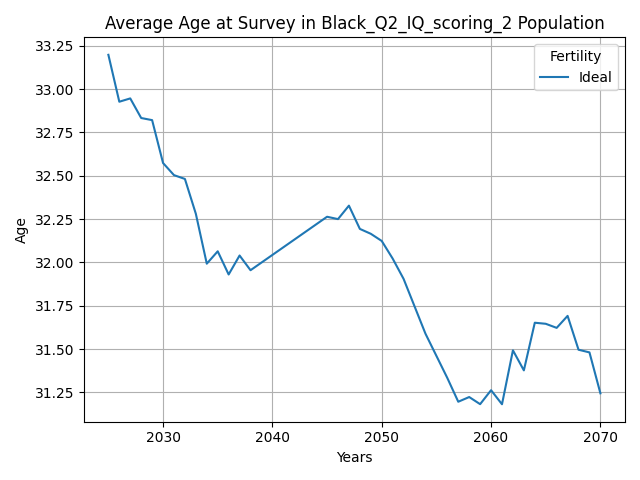 Average Age at Survey in Black_Q2_IQ_scoring_2 Population
Fertility
Ideal
33.25
33.00
32.75
32.50
32.25
32.00
31.75
31.50
31.25
Age
2030 2040 2050 2060 2070
Years